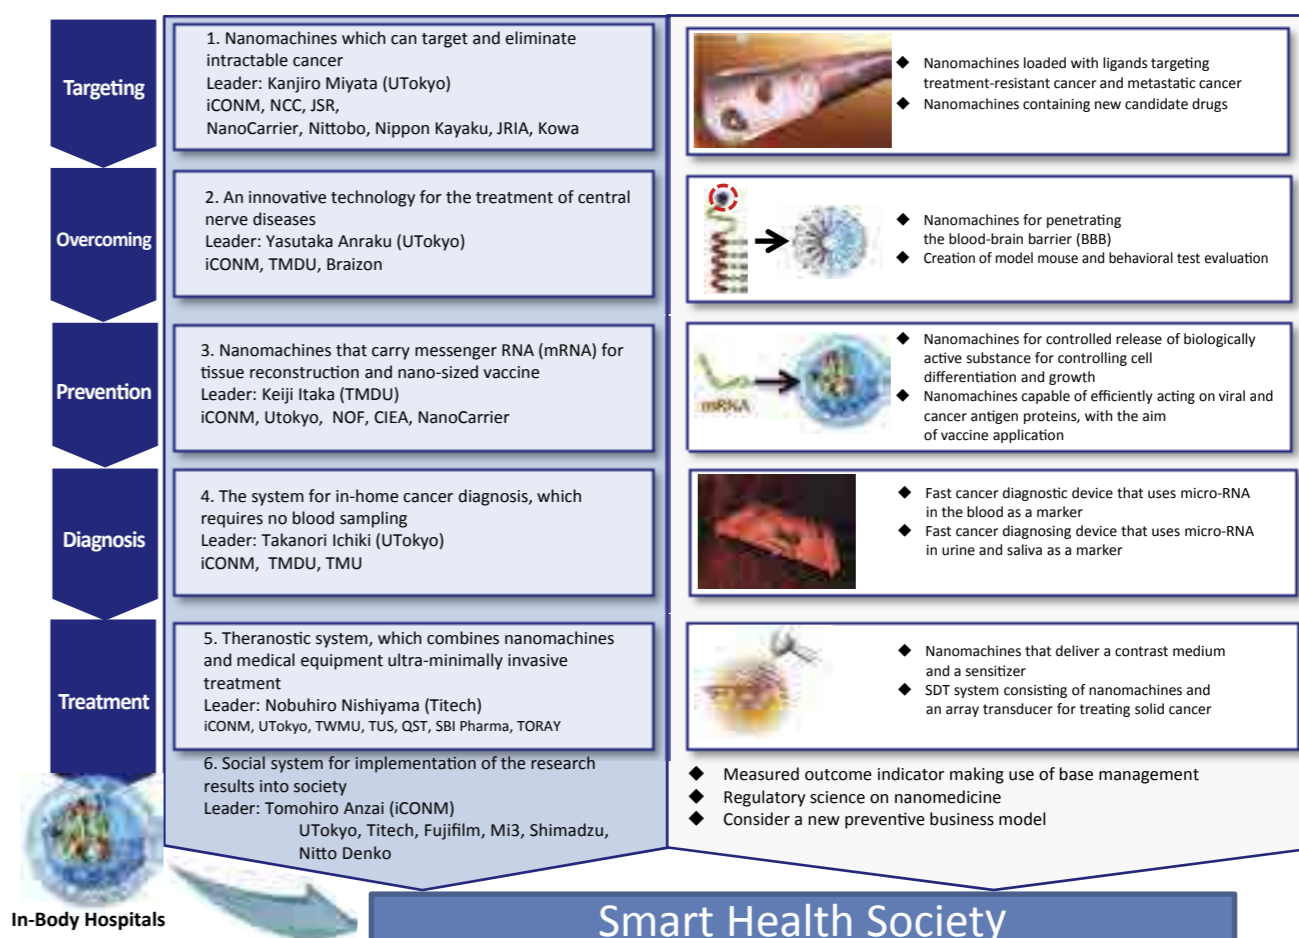 Targeting
1. Nanomachines which can target and eliminate
intractable cancer
Leader: Kanjiro Miyata (UTokyo)
iCONM, NCC, JSR,
NanoCarrier, Nittobo, Nippon Kayaku, JRIA, Kowa
◆ Nanomachines loaded with ligands targeting
treatment-resistant cancer and metastatic cancer
◆ Nanomachines containing new candidate drugs
Overcoming
2. An innovative technology for the treatment of central
nerve diseases
Leader: Yasutaka Anraku (UTokyo)
iCONM, TMDU, Braizon
◆ Nanomachines for penetrating
the blood-brain barrier (BBB)
◆ Creation of model mouse and behavioral test evaluation
Prevention
3. Nanomachines that carry messenger RNA (mRNA) for
tissue reconstruction and nano-sized vaccine
Leader: Keiji Itaka (TMDU)
iCONM, Utokyo, NOF, CIEA, NanoCarrier
mRNA
◆ Nanomachines for controlled release of biologically
active substance for controlling cell
differentiation and growth
◆ Nanomachines capable of efficiently acting on viral and
cancer antigen proteins, with the aim
of vaccine application
Diagnosis
4. The system for in-home cancer diagnosis, which
requires no blood sampling
Leader: Takanori Ichiki (UTokyo)
iCONM, TMDU, TMU
◆ Fast cancer diagnostic device that uses micro-RNA
in the blood as a marker
◆ Fast cancer diagnosing device that uses micro-RNA
in urine and saliva as a marker
Treatment
5. Theranostic system, which combines nanomachines
and medical equipment ultra-minimally invasive
treatment
Leader: Nobuhiro Nishiyama (Titech)
iCONM, UTokyo, TWMU, TUS, QST, SBI Pharma, TORAY
◆ Nanomachines that deliver a contrast medium
and a sensitizer
◆ SDT system consisting of nanomachines and
an array transducer for treating solid cancer
6. Social system for implementation of the research
results into society
Leader: Tomohiro Anzai (iCONM)
UTokyo, Titech, Fujifilm, Mi3, Shimadzu,
Nitto Denko
◆ Measured outcome indicator making use of base management
◆ Regulatory science on nanomedicine
◆ Consider a new preventive business model
In-Body Hospitals
Smart Health Society